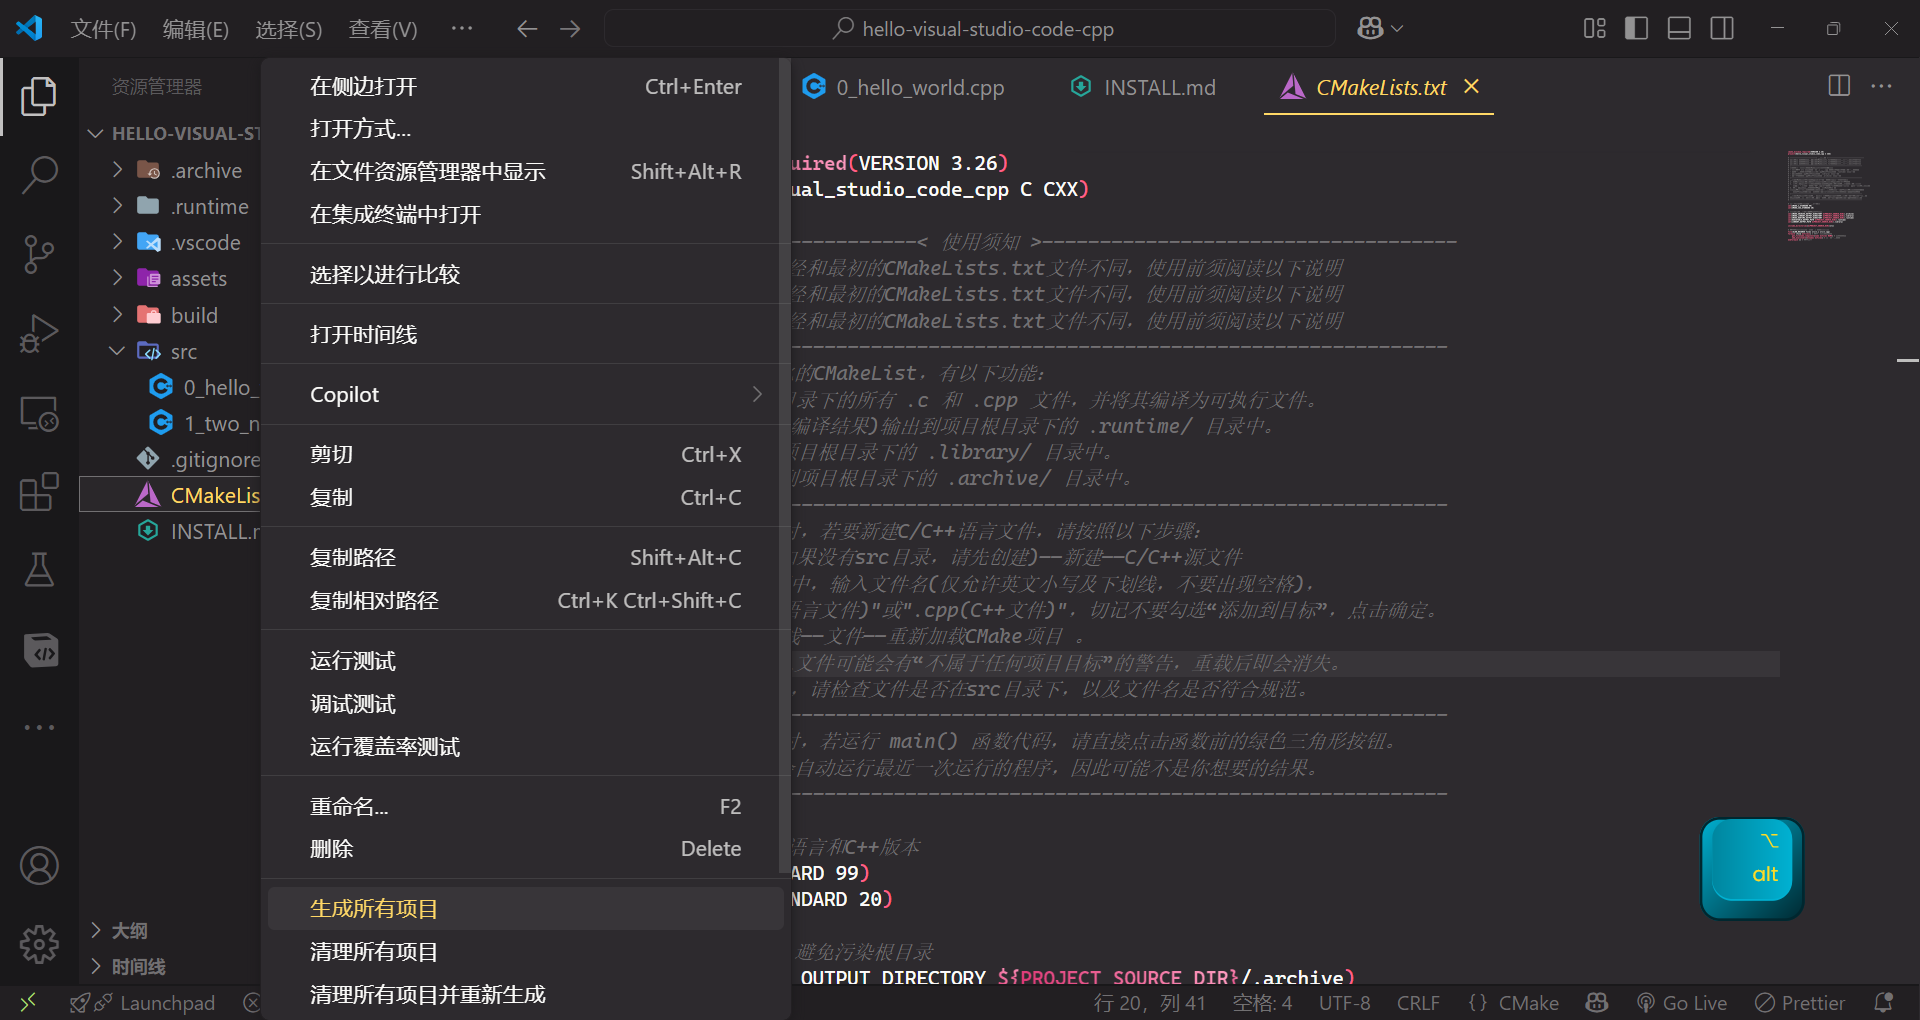 文件(F) 编辑(E) 选择(S) 查看(V) ··· hello-visual-studio-code-cpp
资源管理器
HELLO-VISUAL-ST
.archive
.runtime
.vscode
assets
build
src
0_hello_
1_two_n
.gitignore
CMakeLis
INSTALL.m
大纲
时间线
在侧边打开 Ctrl+Enter
打开方式...
在文件资源管理器中显示 Shift+Alt+R
在集成终端中打开
选择以进行比较
打开时间线
Copilot
剪切 Ctrl+X
复制 Ctrl+C
复制路径 Shift+Alt+C
复制相对路径 Ctrl+K Ctrl+Shift+C
运行测试
调试测试
运行覆盖率测试
重命名... F2
删除 Delete
生成所有项目
清理所有项目
清理所有项目并重新生成
0_hello_world.cpp INSTALL.md CMakeLists.txt
uired(VERSION 3.26)
ual_studio_code_cpp C CXX)
-----------< 使用须知 >------------------------------------
经和最初的CMakeLists.txt文件不同，使用前须阅读以下说明
经和最初的CMakeLists.txt文件不同，使用前须阅读以下说明
经和最初的CMakeLists.txt文件不同，使用前须阅读以下说明
的CMakeList，有以下功能：
目录下的所有 .c 和 .cpp 文件，并将其编译为可执行文件。
编译结果)输出到项目根目录下的 .runtime/ 目录中。
项目根目录下的 .library/ 目录中。
到项目根目录下的 .archive/ 目录中。
时，若要新建C/C++语言文件，请按照以下步骤：
如果没有src目录，请先创建)——新建——C/C++源文件
中，输入文件名(仅允许英文小写及下划线，不要出现空格)，
语言文件)"或".cpp(C++文件)"，切记不要勾选“添加到目标”，点击确定。
——文件——重新加载CMake项目 。
文件可能会有“不属于任何项目目标”的警告，重载后即会消失。
，请检查文件是否在src目录下，以及文件名是否符合规范。
时，若运行 main() 函数代码，请直接点击函数前的绿色三角形按钮。
自动运行最近一次运行的程序，因此可能不是你想要的结果。
语言和C++版本
ARD 99)
NDARD 20)
避免污染根目录
OUTPUT_DIRECTORY ${PROJECT_SOURCE_DIR}/.archive)
alt
Launchpad 行 20，列 41 空格: 4 UTF-8 CRLF {} CMake Go Live Prettier